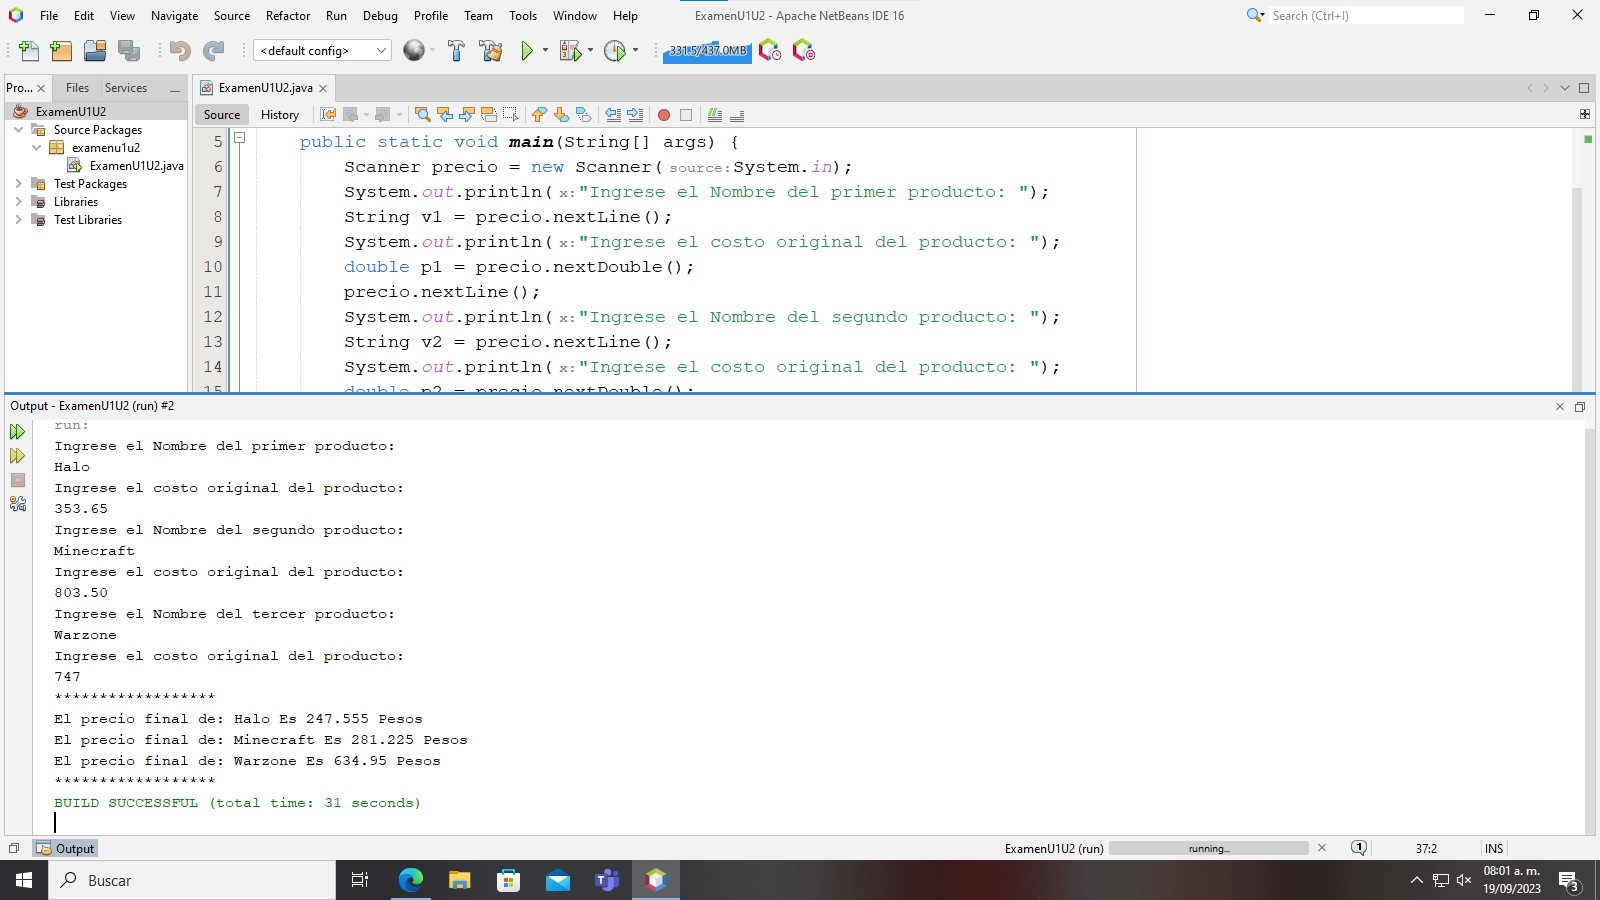 File Edit View Navigate Source Refactor Run Debug Profile Team Tools Window Help
ExamenU1U2 - Apache NetBeans IDE 16
Search (Ctrl+I)
<default config>
331.5/437.0MB
Pro... Files Services
ExamenU1U2
Source Packages
examenu1u2
ExamenU1U2.java
Test Packages
Libraries
Test Libraries
ExamenU1U2.java
Source History
5 public static void main(String[] args) {
6 Scanner precio = new Scanner( source:System.in);
7 System.out.println( x:"Ingrese el Nombre del primer producto: ");
8 String v1 = precio.nextLine();
9 System.out.println( x:"Ingrese el costo original del producto: ");
10 double p1 = precio.nextDouble();
11 precio.nextLine();
12 System.out.println( x:"Ingrese el Nombre del segundo producto: ");
13 String v2 = precio.nextLine();
14 System.out.println( x:"Ingrese el costo original del producto: ");
15 double p2 = precio.nextDouble();
Output - ExamenU1U2 (run) #2
run:
Ingrese el Nombre del primer producto:
Halo
Ingrese el costo original del producto:
353.65
Ingrese el Nombre del segundo producto:
Minecraft
Ingrese el costo original del producto:
803.50
Ingrese el Nombre del tercer producto:
Warzone
Ingrese el costo original del producto:
747
******************
El precio final de: Halo Es 247.555 Pesos
El precio final de: Minecraft Es 281.225 Pesos
El precio final de: Warzone Es 634.95 Pesos
******************
BUILD SUCCESSFUL (total time: 31 seconds)
Output
ExamenU1U2 (run) running... 1 37:2 INS
Buscar
08:01 a. m.
19/09/2023
3